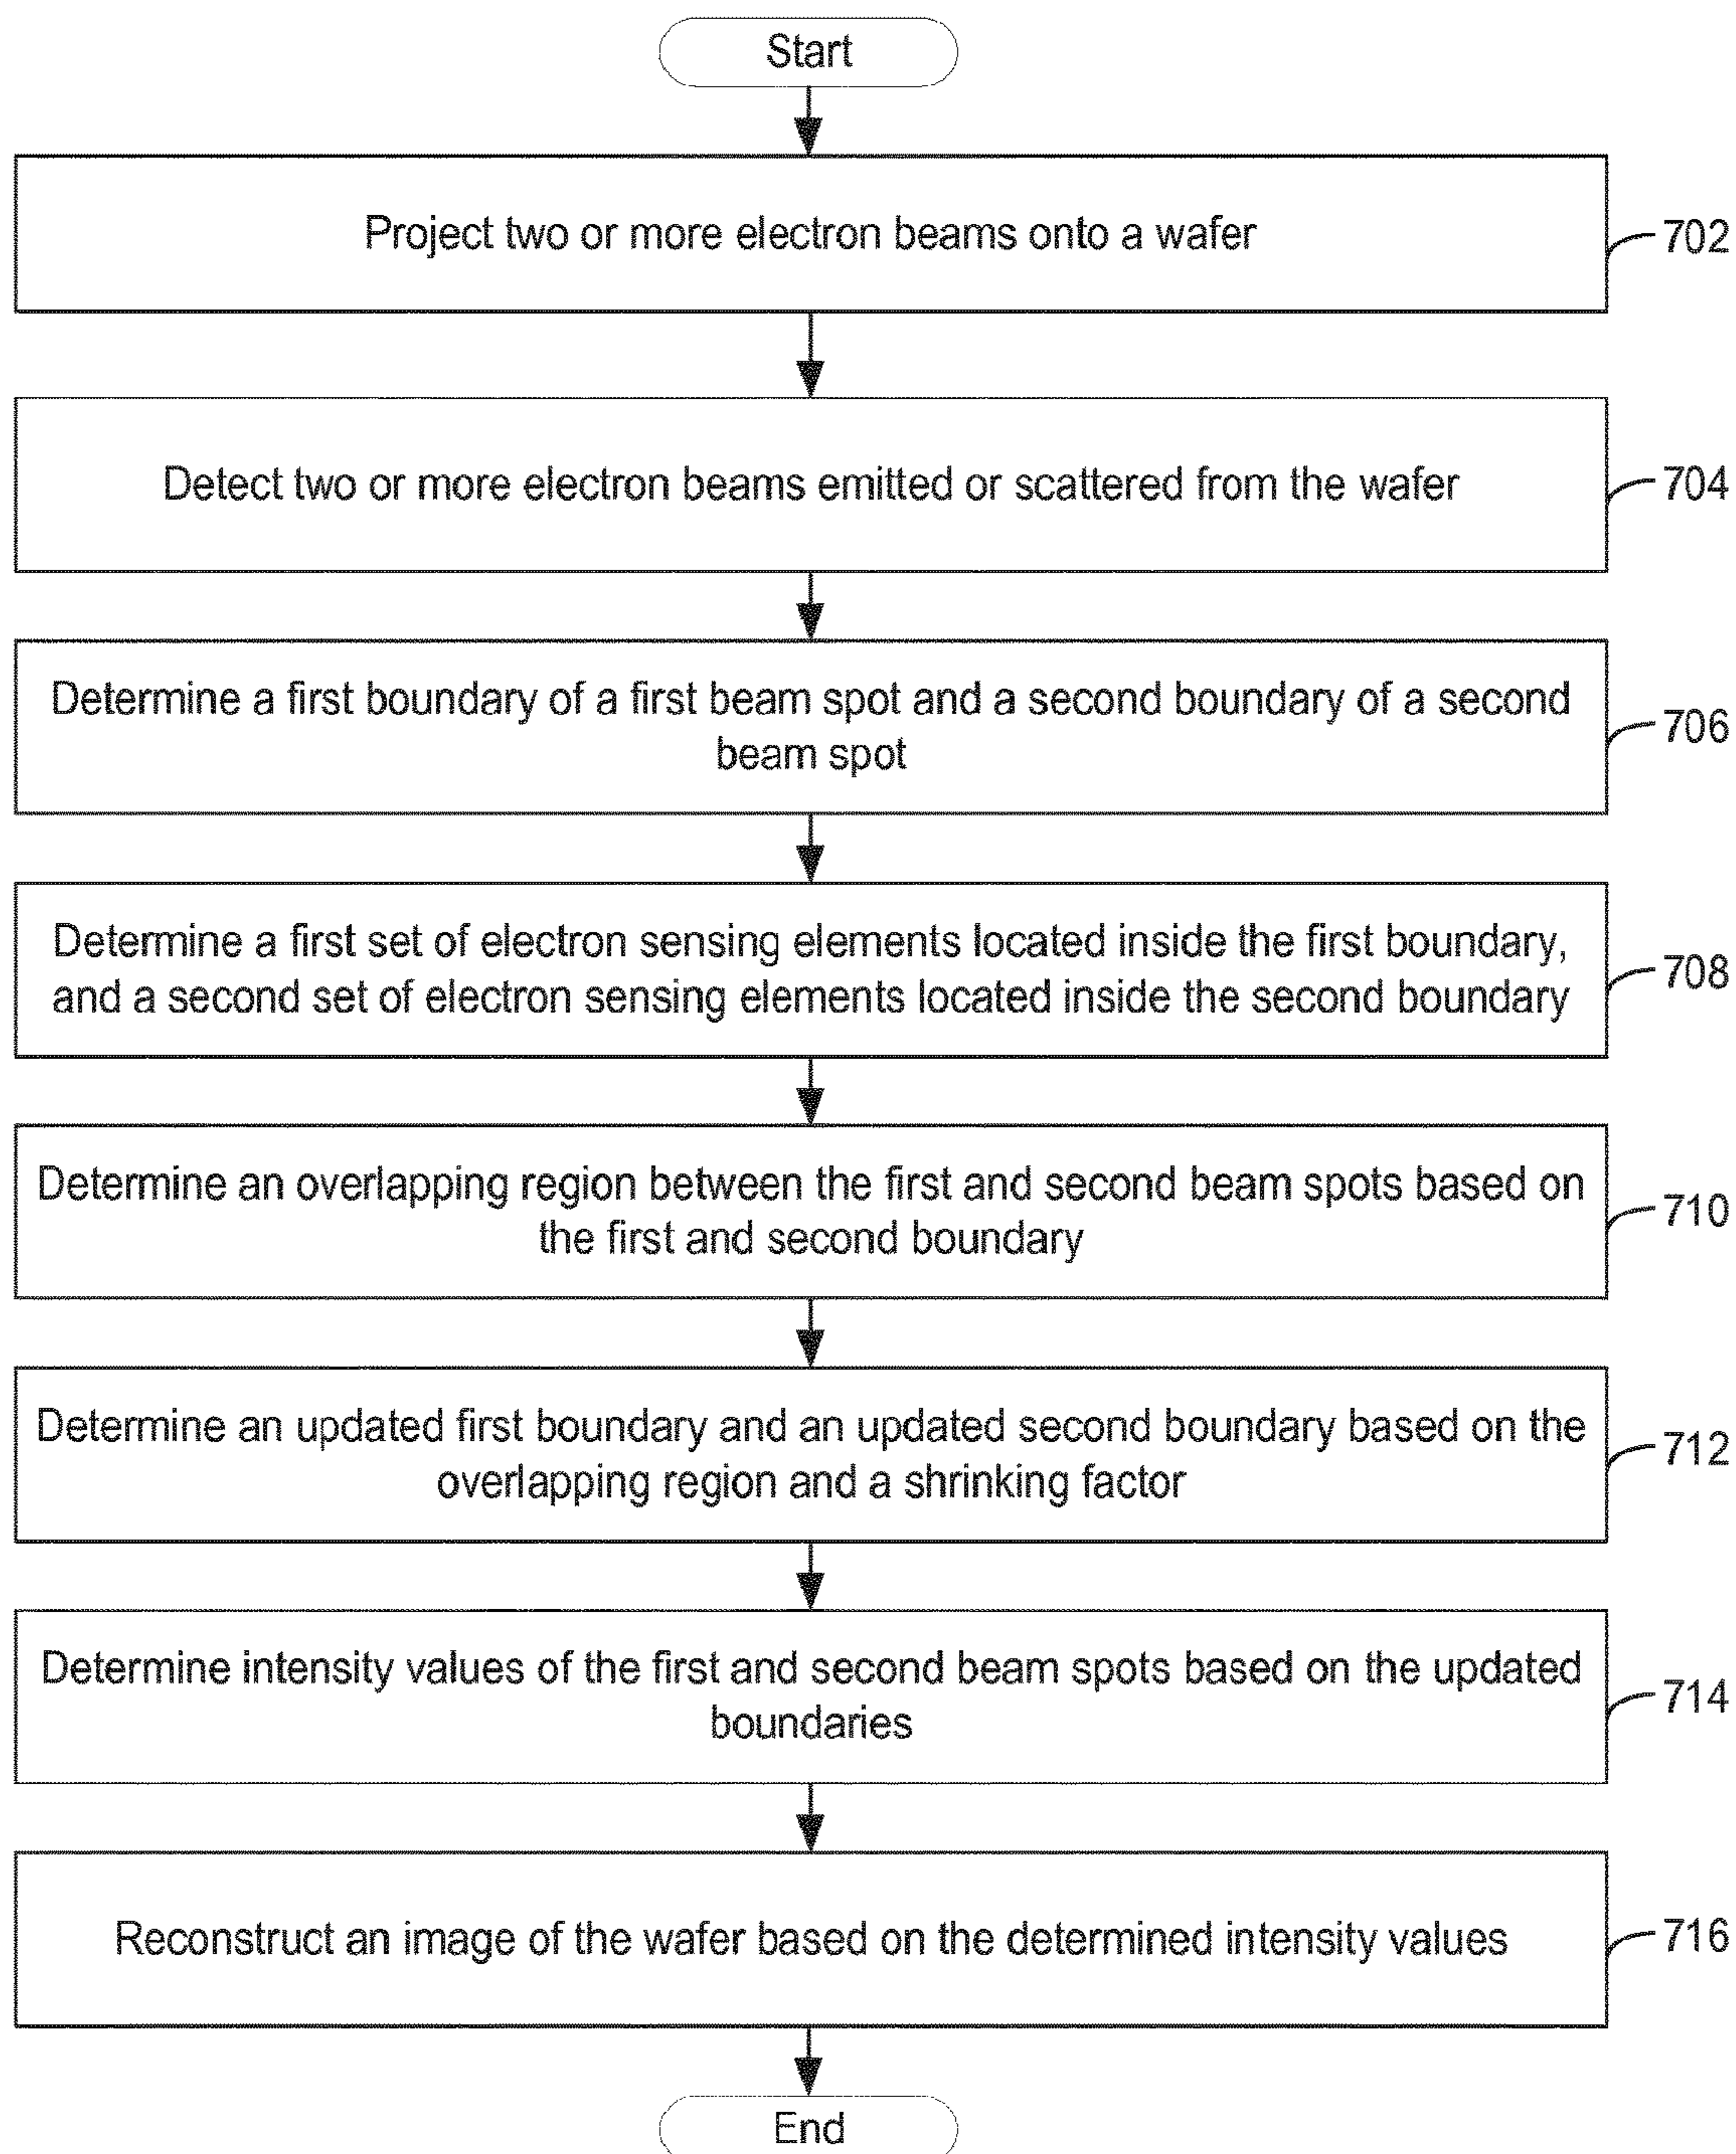 Start
Project two or more electron beams onto a wafer
702
Detect two or more electron beams emitted or scattered from the wafer
704
Determine a first boundary of a first beam spot and a second boundary of a second
beam spot
706
Determine a first set of electron sensing elements located inside the first boundary,
and a second set of electron sensing elements located inside the second boundary
708
Determine an overlapping region between the first and second beam spots based on
the first and second boundary
710
Determine an updated first boundary and an updated second boundary based on the
overlapping region and a shrinking factor
712
Determine intensity values of the first and second beam spots based on the updated
boundaries
714
Reconstruct an image of the wafer based on the determined intensity values
716
End